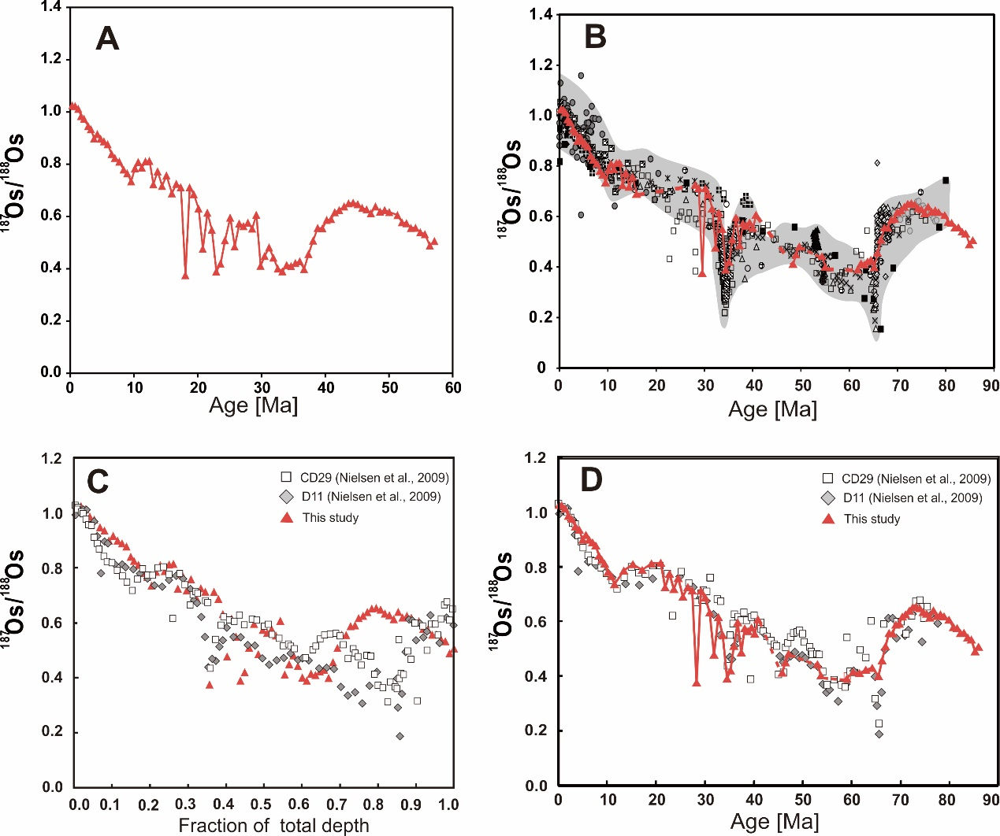 A
1.4
1.2
1.0
0.8
0.6
0.4
0.2
0.0
187Os/188Os
0 10 20 30 40 50 60
Age [Ma]
B
1.4
1.2
1.0
0.8
0.6
0.4
0.2
0
187Os/188Os
0 10 20 30 40 50 60 70 80 90
Age [Ma]
C
CD29 (Nielsen et al., 2009)
D11 (Nielsen et al., 2009)
This study
1.2
1.0
0.8
0.6
0.4
0.2
0.0
187Os/188Os
0.0 0.1 0.2 0.3 0.4 0.5 0.6 0.7 0.8 0.9 1.0
Fraction of total depth
D
CD29 (Nielsen et al., 2009)
D11 (Nielsen et al., 2009)
This study
1.2
1.0
0.8
0.6
0.4
0.2
0.0
187Os/188Os
0 10 20 30 40 50 60 70 80 90
Age [Ma]